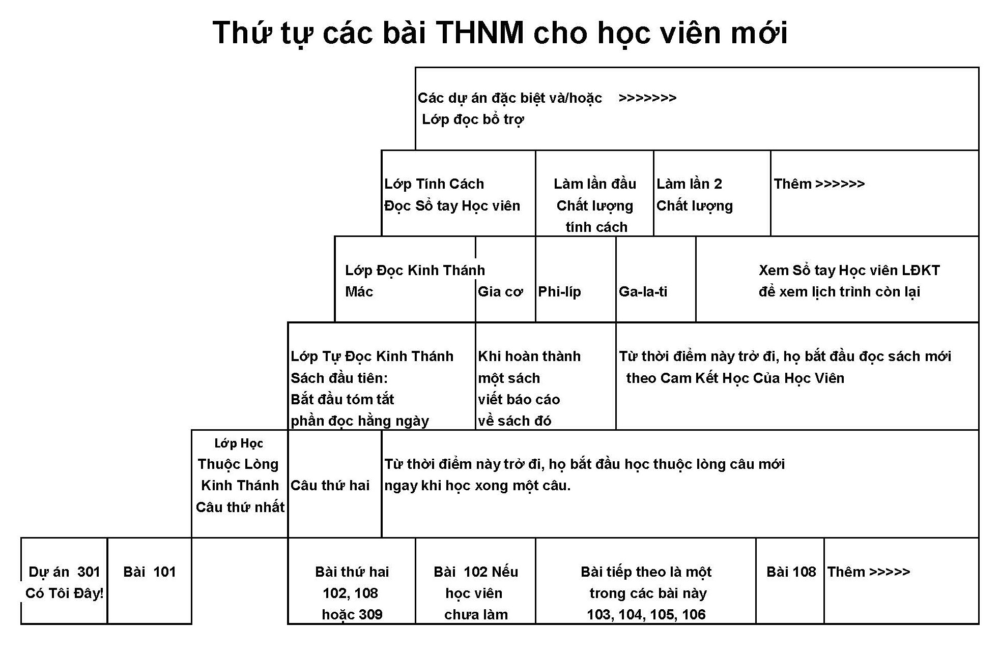 Thứ tự các bài THNM cho học viên mới
Các dự án đặc biệt và/hoặc >>>>>>>
Lớp đọc bổ trợ
Lớp Tính Cách
Đọc Sổ tay Học viên
Làm lần đầu
Chất lượng
tính cách
Làm lần 2
Chất lượng
Thêm >>>>>>
Lớp Đọc Kinh Thánh
Mác
Gia cơ
Phi-líp
Ga-la-ti
Xem Sổ tay Học viên LĐKT
để xem lịch trình còn lại
Lớp Tự Đọc Kinh Thánh
Sách đầu tiên:
Bắt đầu tóm tắt
phần đọc hằng ngày
Khi hoàn thành
một sách
viết báo cáo
về sách đó
Từ thời điểm này trở đi, họ bắt đầu đọc sách mới
theo Cam Kết Học Của Học Viên
Lớp Học
Thuộc Lòng
Kinh Thánh
Câu thứ nhất
Câu thứ hai
Từ thời điểm này trở đi, họ bắt đầu học thuộc lòng câu mới
ngay khi học xong một câu.
Dự án 301
Có Tôi Đây!
Bài 101
Bài thứ hai
102, 108
hoặc 309
Bài 102 Nếu
học viên
chưa làm
Bài tiếp theo là một
trong các bài này
103, 104, 105, 106
Bài 108
Thêm >>>>>